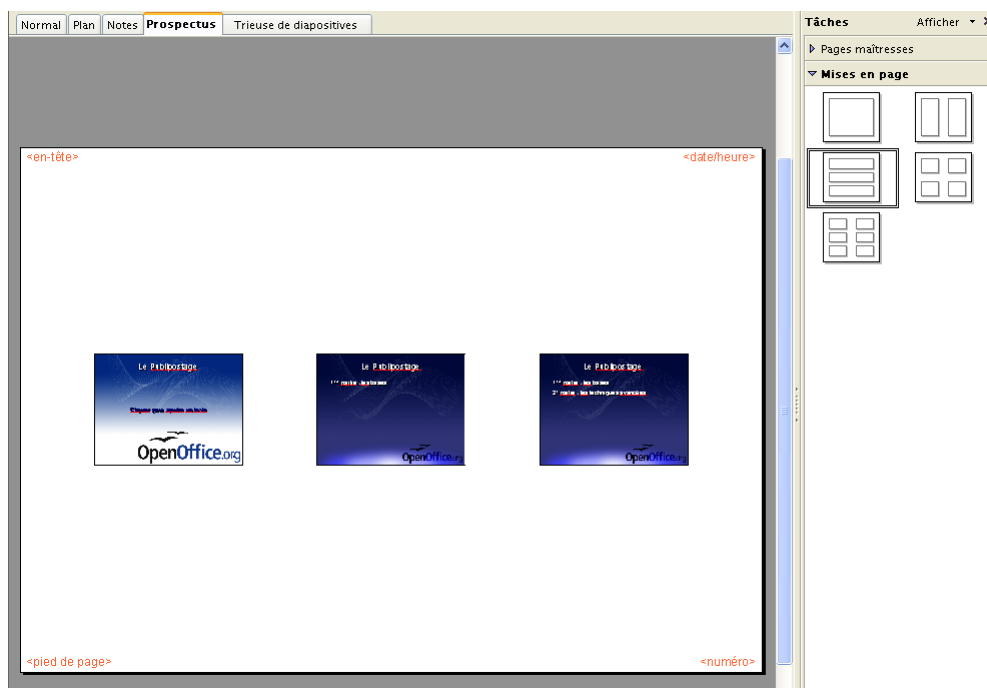 Normal Plan Notes Prospectus Trieuse de diapositives
Tâches Afficher
Pages maîtresses
Mises en page
<en-tête> <date/heure>
Le Publipostage
OpenOffice.org
Le Publipostage
OpenOffice.org
Le Publipostage
OpenOffice.org
<pied de page> <numéro>